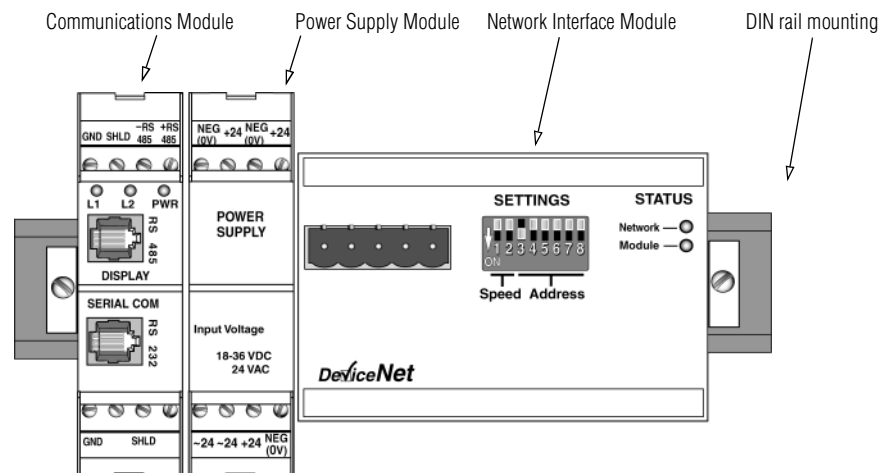 Communications Module
Power Supply Module
Network Interface Module
DIN rail mounting
GND SHLD −RS 485 +RS 485
NEG (0V) +24 NEG (0V) +24
L1 L2 PWR
RS 485
DISPLAY
SERIAL COM
RS 232
GND SHLD
POWER
SUPPLY
Input Voltage
18-36 VDC
24 VAC
~24 ~24 +24 NEG (0V)
SETTINGS
1 2 3 4 5 6 7 8
ON
Speed Address
STATUS
Network
Module
DeviceNet